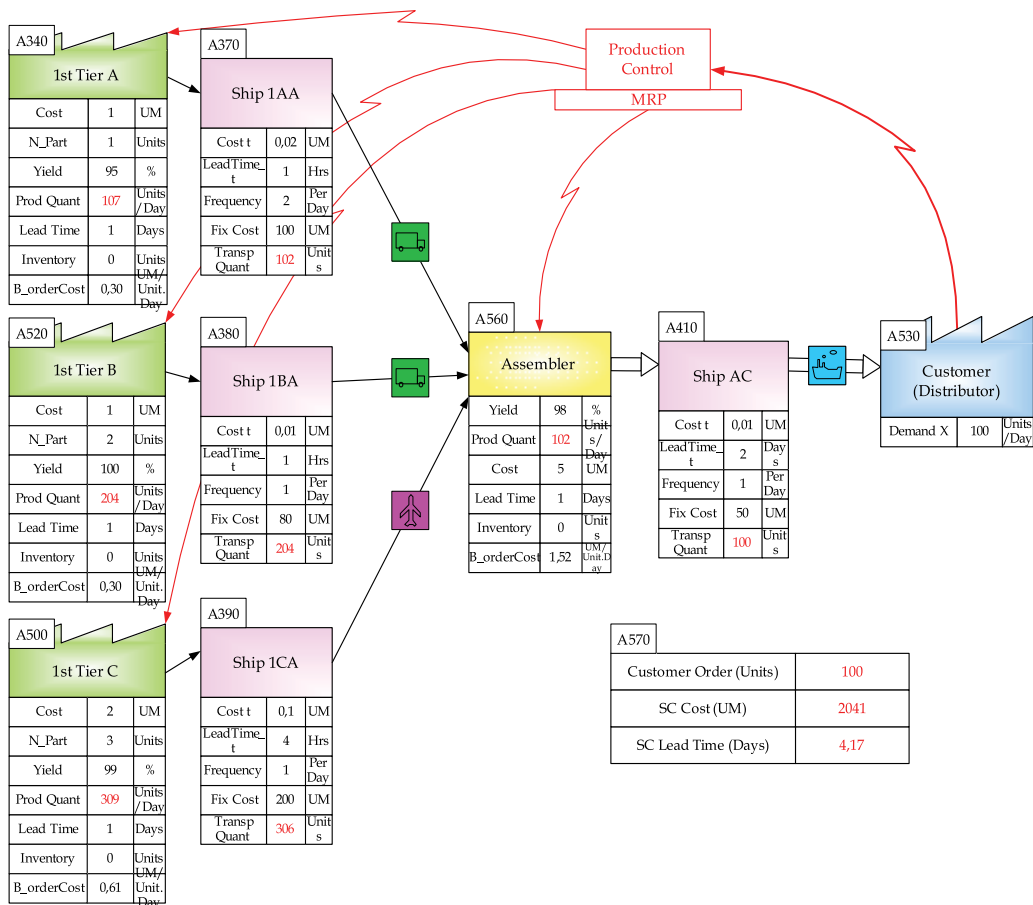 A340
1st Tier A
Cost 1 UM
N_Part 1 Units
Yield 95 %
Prod Quant 107 Units
/Day
Lead Time 1 Days
Inventory 0 Units
B_orderCost 0,30 UM/
Unit.
Day
A370
Ship 1AA
Cost t 0,02 UM
LeadTime_
t 1 Hrs
Frequency 2 Per
Day
Fix Cost 100 UM
Transp
Quant 102 Unit
s
Production
Control
MRP
A520
1st Tier B
Cost 1 UM
N_Part 2 Units
Yield 100 %
Prod Quant 204 Units
/Day
Lead Time 1 Days
Inventory 0 Units
B_orderCost 0,30 UM/
Unit.
Day
A380
Ship 1BA
Cost t 0,01 UM
LeadTime_
t 1 Hrs
Frequency 1 Per
Day
Fix Cost 80 UM
Transp
Quant 204 Unit
s
A560
Assembler
Yield 98 %
Prod Quant 102 Unit
s/
Day
Cost 5 UM
Lead Time 1 Days
Inventory 0 Unit
s
B_orderCost 1,52 UM/
Unit.D
ay
A410
Ship AC
Cost t 0,01 UM
LeadTime_
t 2 Day
s
Frequency 1 Per
Day
Fix Cost 50 UM
Transp
Quant 100 Unit
s
A530
Customer
(Distributor)
Demand X 100 Units
/Day
A500
1st Tier C
Cost 2 UM
N_Part 3 Units
Yield 99 %
Prod Quant 309 Units
/Day
Lead Time 1 Days
Inventory 0 Units
B_orderCost 0,61 UM/
Unit.
Day
A390
Ship 1CA
Cost t 0,1 UM
LeadTime_
t 4 Hrs
Frequency 1 Per
Day
Fix Cost 200 UM
Transp
Quant 306 Unit
s
A570
Customer Order (Units) 100
SC Cost (UM) 2041
SC Lead Time (Days) 4,17